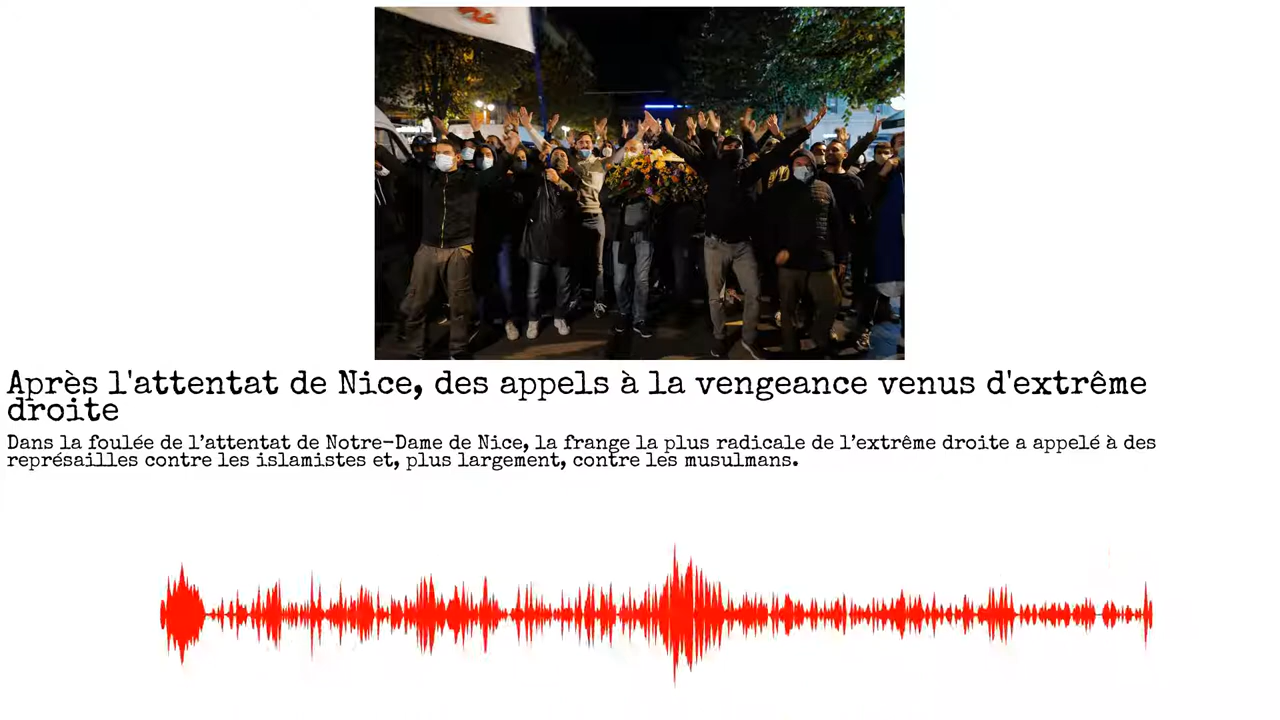 Après l'attentat de Nice, des appels à la vengeance venus d'extrême
droite
Dans la foulée de l’attentat de Notre-Dame de Nice, la frange la plus radicale de l’extrême droite a appelé à des
représailles contre les islamistes et, plus largement, contre les musulmans.